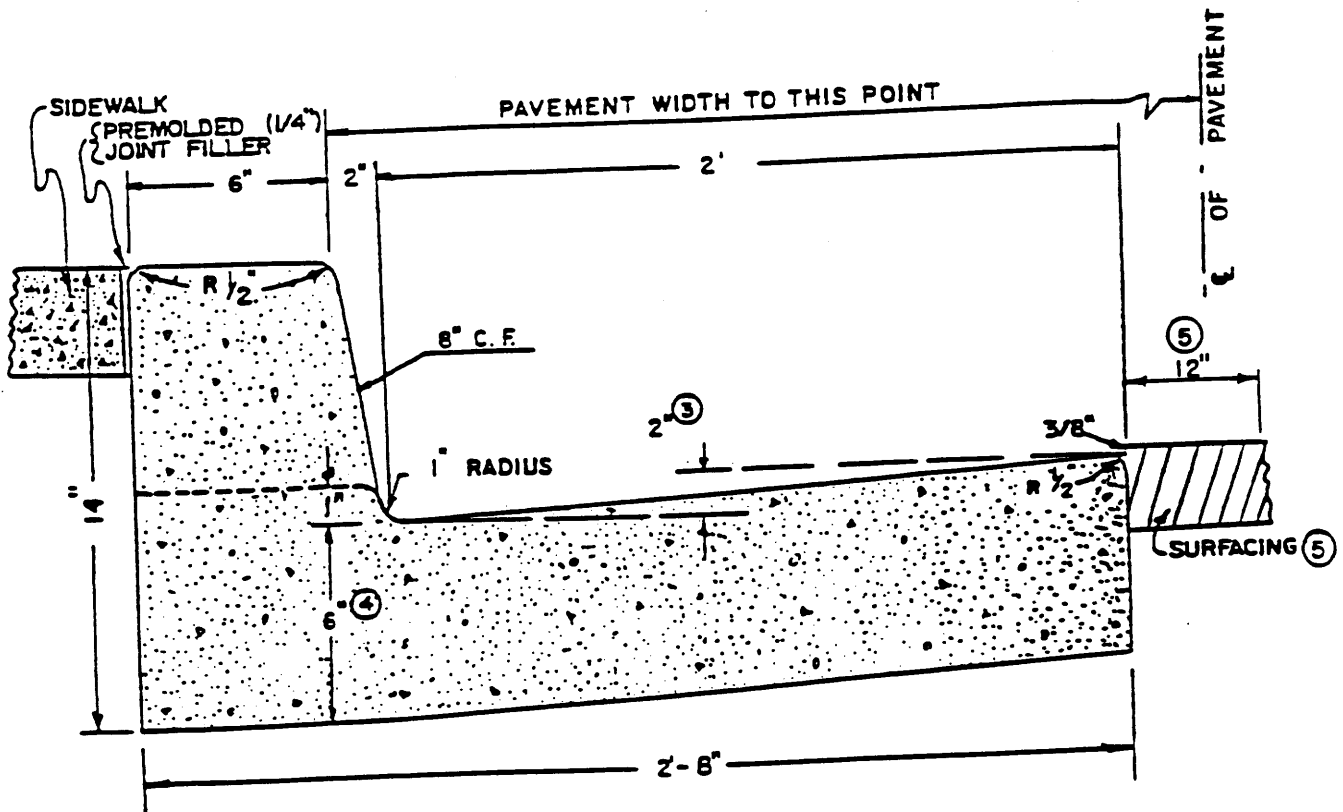 SIDEWALK
PREMOLDED (1/4")
JOINT FILLER
PAVEMENT WIDTH TO THIS POINT
℄ OF PAVEMENT
6"
2"
2'
R 1/2"
8" C. F.
5
12"
2" 3
3/8"
1" RADIUS
R 1/2"
14"
1"
SURFACING 5
6" 4
2'-8"